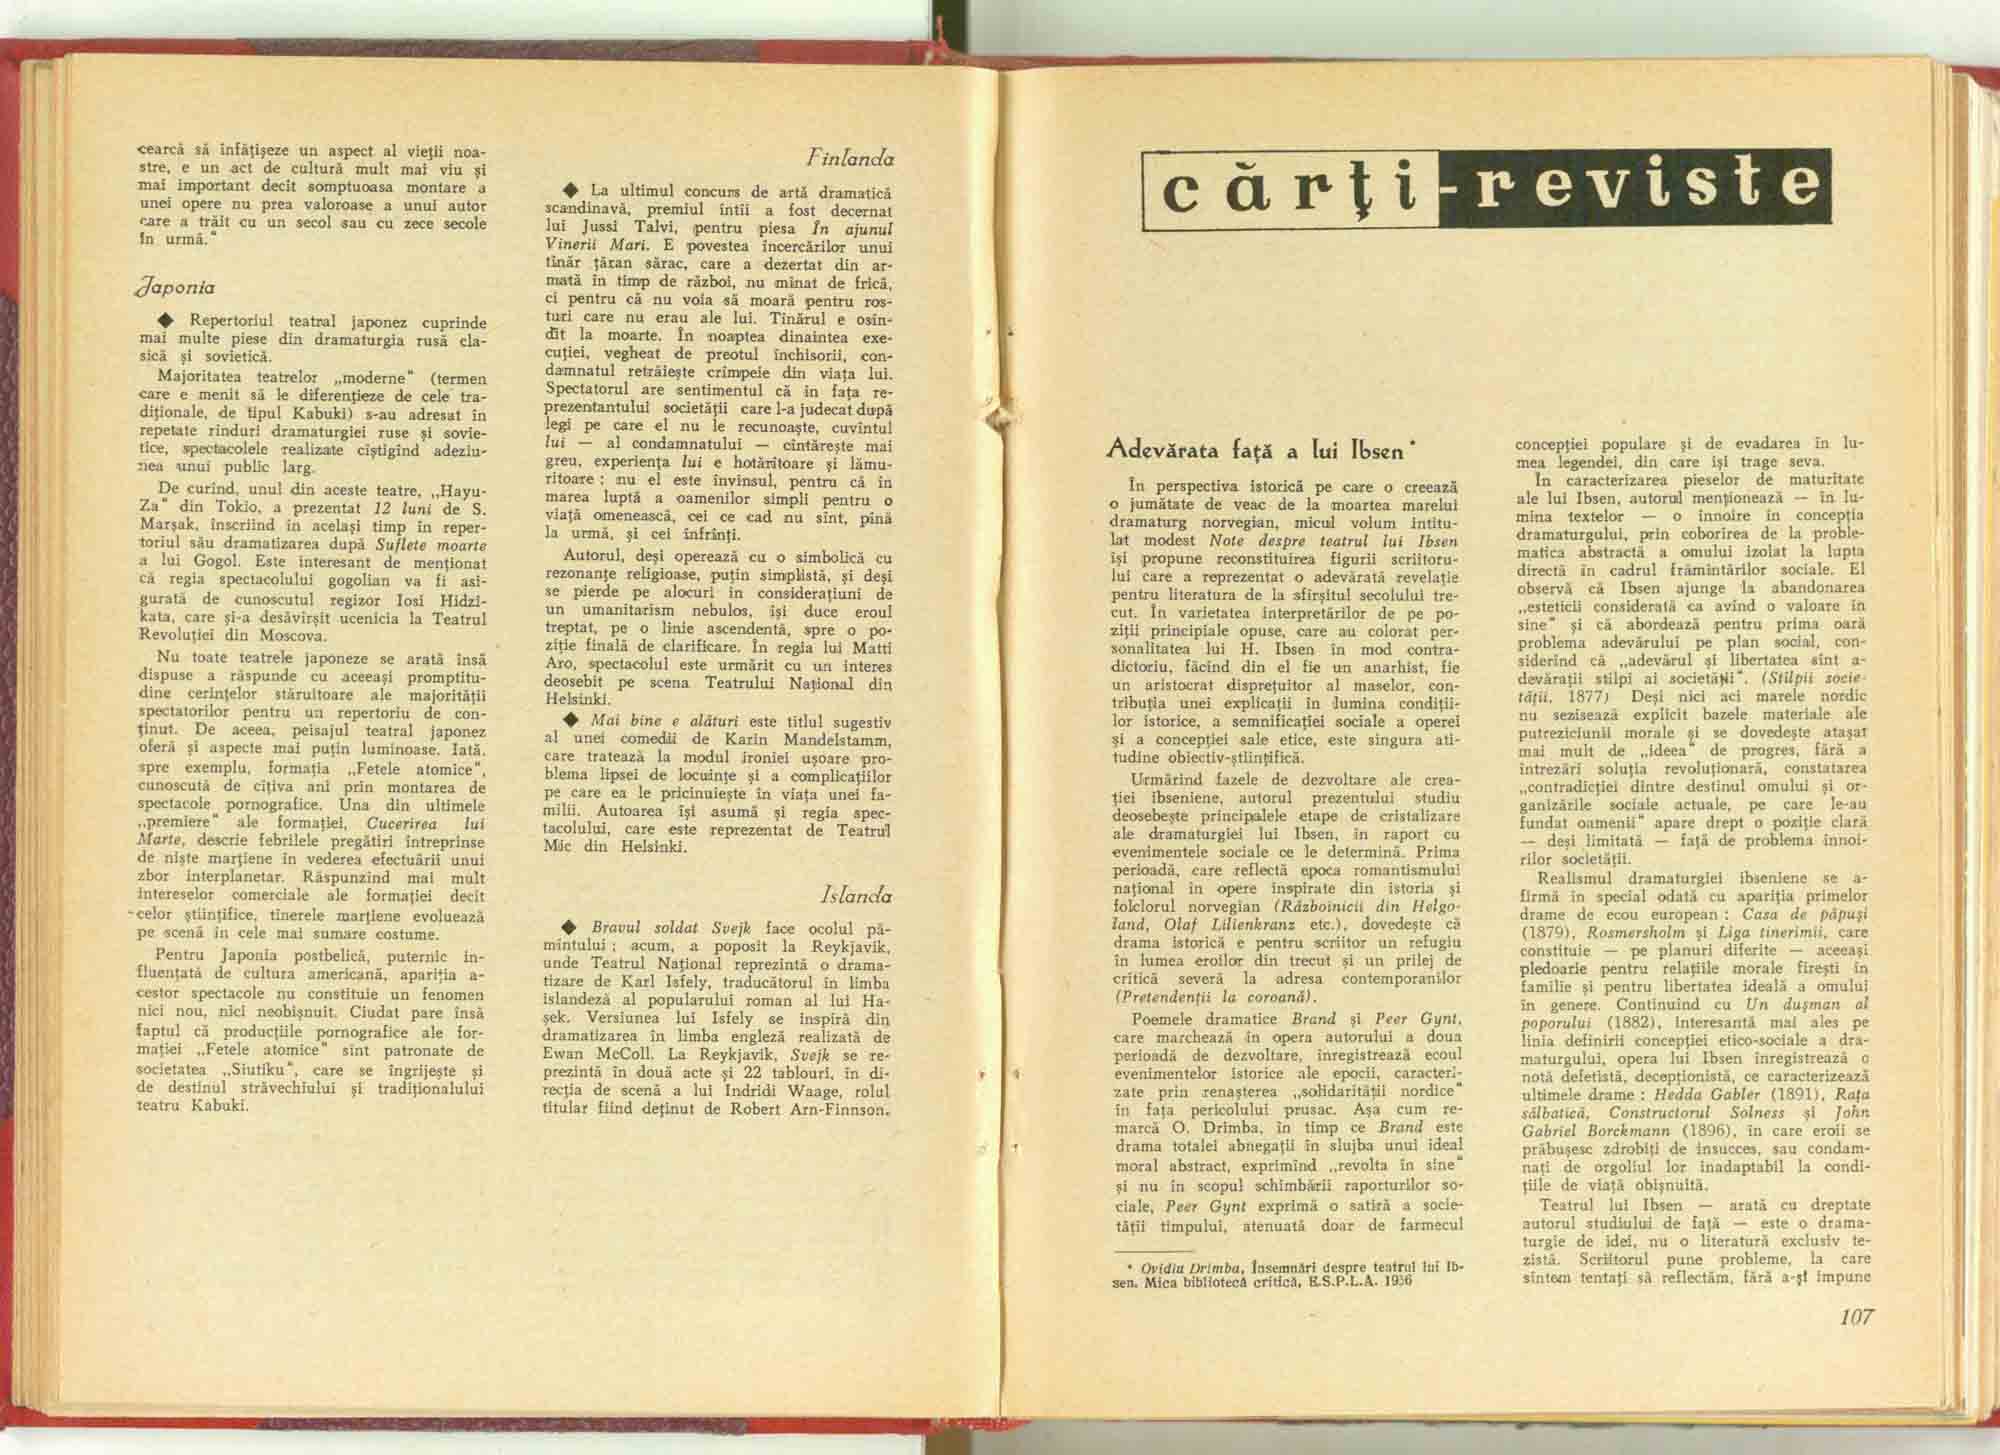 cearcă să înfățișeze un aspect al vieții noa-
stre, e un act de cultură mult mai viu și
mai important decît somptuoasa montare a
unei opere nu prea valoroase a unui autor
care a trăit cu un secol sau cu zece secole
în urmă."
Japonia
◆ Repertoriul teatral japonez cuprinde
mai multe piese din dramaturgia rusă cla-
sică și sovietică.
Majoritatea teatrelor „moderne" (termen
care e menit să le diferențieze de cele tra-
diționale, de tipul Kabuki) s-au adresat în
repetate rînduri dramaturgiei ruse și sovie-
tice, spectacolele realizate cîștigînd adeziu-
nea unui public larg.
De curînd, unul din aceste teatre, „Hayu-
Za" din Tokio, a prezentat 12 luni de S.
Marșak, înscriind în același timp în reper-
toriul său dramatizarea după Suflete moarte
a lui Gogol. Este interesant de menționat
că regia spectacolului gogolian va fi asi-
gurată de cunoscutul regizor Iosi Hidzi-
kata, care și-a desăvîrșit ucenicia la Teatrul
Revoluției din Moscova.
Nu toate teatrele japoneze se arată însă
dispuse a răspunde cu aceeași promptitu-
dine cerințelor stăruitoare ale majorității
spectatorilor pentru un repertoriu de con-
ținut. De aceea, peisajul teatral japonez
oferă și aspecte mai puțin luminoase. Iată,
spre exemplu, formația „Fetele atomice",
cunoscută de cîțiva ani prin montarea de
spectacole pornografice. Una din ultimele
„premiere" ale formației, Cucerirea lui
Marte, descrie febrilele pregătiri întreprinse
de niște marțiene în vederea efectuării unui
zbor interplanetar. Răspunzînd mai mult
intereselor comerciale ale formației decît
celor științifice, tinerele marțiene evoluează
pe scenă în cele mai sumare costume.
Pentru Japonia postbelică, puternic in-
fluențată de cultura americană, apariția a-
cestor spectacole nu constituie un fenomen
nici nou, nici neobișnuit. Ciudat pare însă
faptul că producțiile pornografice ale for-
mației „Fetele atomice" sînt patronate de
societatea „Siutiku", care se îngrijește și
de destinul străvechiului și tradiționalului
teatru Kabuki.
Finlanda
◆ La ultimul concurs de artă dramatică
scandinavă, premiul întîi a fost decernat
lui Jussi Talvi, pentru piesa În ajunul
Vinerii Mari. E povestea încercărilor unui
tînăr țăran sărac, care a dezertat din ar-
mată în timp de război, nu mînat de frică,
ci pentru că nu voia să moară pentru ros-
turi care nu erau ale lui. Tînărul e osîn-
dit la moarte. În noaptea dinaintea exe-
cuției, vegheat de preotul închisorii, con-
damnatul retrăiește crîmpeie din viața lui.
Spectatorul are sentimentul că în fața re-
prezentantului societății care l-a judecat după
legi pe care el nu le recunoaște, cuvîntul
lui — al condamnatului — cîntărește mai
greu, experiența lui e hotărîtoare și lămu-
ritoare : nu el este învinsul, pentru că în
marea luptă a oamenilor simpli pentru o
viață omenească, cei ce cad nu sînt, pînă
la urmă, și cei înfrînți.
Autorul, deși operează cu o simbolică cu
rezonanțe religioase, puțin simplistă, și deși
se pierde pe alocuri în considerațiuni de
un umanitarism nebulos, își duce eroul
treptat, pe o linie ascendentă, spre o po-
ziție finală de clarificare. În regia lui Matti
Aro, spectacolul este urmărit cu un interes
deosebit pe scena Teatrului Național din
Helsinki.
◆ Mai bine e alături este titlul sugestiv
al unei comedii de Karin Mandelstamm,
care tratează la modul ironiei ușoare pro-
blema lipsei de locuințe și a complicațiilor
pe care ea le pricinuiește în viața unei fa-
milii. Autoarea își asumă și regia spec-
tacolului, care este reprezentat de Teatrul
Mic din Helsinki.
Islanda
◆ Bravul soldat Svejk face ocolul pă-
mîntului ; acum, a poposit la Reykjavik,
unde Teatrul Național reprezintă o drama-
tizare de Karl Isfely, traducătorul în limba
islandeză al popularului roman al lui Ha-
șek. Versiunea lui Isfely se inspiră din
dramatizarea în limba engleză realizată de
Ewan McColl. La Reykjavik, Svejk se re-
prezintă în două acte și 22 tablouri, în di-
recția de scenă a lui Indridi Waage, rolul
titular fiind deținut de Robert Arn-Finnson.
cărți-reviste
Adevărata față a lui Ibsen *
În perspectiva istorică pe care o creează
o jumătate de veac de la moartea marelui
dramaturg norvegian, micul volum intitu-
lat modest Note despre teatrul lui Ibsen
își propune reconstituirea figurii scriitoru-
lui care a reprezentat o adevărată revelație
pentru literatura de la sfîrșitul secolului tre-
cut. În varietatea interpretărilor de pe po-
ziții principiale opuse, care au colorat per-
sonalitatea lui H. Ibsen în mod contra-
dictoriu, făcînd din el fie un anarhist, fie
un aristocrat disprețuitor al maselor, con-
tribuția unei explicații în lumina condiții-
lor istorice, a semnificației sociale a operei
și a concepției sale etice, este singura ati-
tudine obiectiv-științifică.
Urmărind fazele de dezvoltare ale crea-
ției ibseniene, autorul prezentului studiu
deosebește principalele etape de cristalizare
ale dramaturgiei lui Ibsen, în raport cu
evenimentele sociale ce le determină. Prima
perioadă, care reflectă epoca romantismului
național în opere inspirate din istoria și
folclorul norvegian (Războinicii din Helgo-
land, Olaf Lilienkranz etc.), dovedește că
drama istorică e pentru scriitor un refugiu
în lumea eroilor din trecut și un prilej de
critică severă la adresa contemporanilor
(Pretendenții la coroană).
Poemele dramatice Brand și Peer Gynt,
care marchează în opera autorului a doua
perioadă de dezvoltare, înregistrează ecoul
evenimentelor istorice ale epocii, caracteri-
zate prin renașterea „solidarității nordice"
în fața pericolului prusac. Așa cum re-
marcă O. Drimba, în timp ce Brand este
drama totalei abnegații în slujba unui ideal
moral abstract, exprimînd „revolta în sine"
și nu în scopul schimbării raporturilor so-
ciale, Peer Gynt exprimă o satiră a socie-
tății timpului, atenuată doar de farmecul
* Ovidiu Drimba, Însemnări despre teatrul lui Ib-
sen. Mica bibliotecă critică, E.S.P.L.A. 1956
concepției populare și de evadarea în lu-
mea legendei, din care își trage seva.
În caracterizarea pieselor de maturitate
ale lui Ibsen, autorul menționează — în lu-
mina textelor — o înnoire în concepția
dramaturgului, prin coborîrea de la proble-
matica abstractă a omului izolat la lupta
directă în cadrul frămîntărilor sociale. El
observă că Ibsen ajunge la abandonarea
„esteticii considerată ca avînd o valoare în
sine" și că abordează pentru prima oară
problema adevărului pe plan social, con-
siderînd că „adevărul și libertatea sînt a-
devărații stîlpi ai societății". (Stîlpii socie-
tății, 1877) Deși nici aci marele nordic
nu sezisează explicit bazele materiale ale
putreziciunii morale și se dovedește atașat
mai mult de „ideea" de progres, fără a
întrezări soluția revoluționară, constatarea
„contradicției dintre destinul omului și or-
ganizările sociale actuale, pe care le-au
fundat oamenii" apare drept o poziție clară
— deși limitată — față de problema înnoi-
rilor societății.
Realismul dramaturgiei ibseniene se a-
firmă în special odată cu apariția primelor
drame de ecou european : Casa de păpuși
(1879), Rosmersholm și Liga tinerimii, care
constituie — pe planuri diferite — aceeași
pledoarie pentru relațiile morale firești în
familie și pentru libertatea ideală a omului
în genere. Continuînd cu Un dușman al
poporului (1882), interesantă mai ales pe
linia definirii concepției etico-sociale a dra-
maturgului, opera lui Ibsen înregistrează o
notă defetistă, decepționistă, ce caracterizează
ultimele drame : Hedda Gabler (1891), Rața
sălbatică, Constructorul Solness și John
Gabriel Borckmann (1896), în care eroii se
prăbușesc zdrobiți de insucces, sau condam-
nați de orgoliul lor inadaptabil la condi-
țiile de viață obișnuită.
Teatrul lui Ibsen — arată cu dreptate
autorul studiului de față — este o drama-
turgie de idei, nu o literatură exclusiv te-
zistă. Scriitorul pune probleme, la care
sîntem tentați să reflectăm, fără a-și impune
107